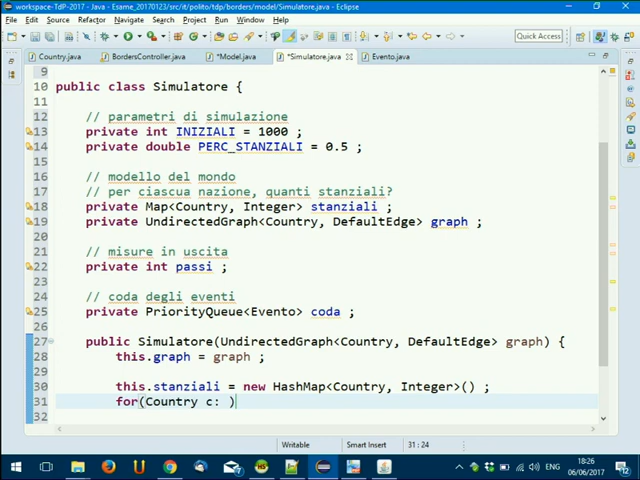 workspace-TdP-2017 - Java - Esame_20170123/src/it/polito/tdp/borders/model/Simulatore.java - Eclipse
File Edit Source Refactor Navigate Search Project Run Window Help
Quick Access
Country.java BordersController.java *Model.java *Simulatore.java Evento.java
9
10 public class Simulatore {
11
12 // parametri di simulazione
13 private int INIZIALI = 1000 ;
14 private double PERC_STANZIALI = 0.5 ;
15
16 // modello del mondo
17 // per ciascua nazione, quanti stanziali?
18 private Map<Country, Integer> stanziali ;
19 private UndirectedGraph<Country, DefaultEdge> graph ;
20
21 // misure in uscita
22 private int passi ;
23
24 // coda degli eventi
25 private PriorityQueue<Evento> coda ;
26
27 public Simulatore(UndirectedGraph<Country, DefaultEdge> graph) {
28 this.graph = graph ;
29
30 this.stanziali = new HashMap<Country, Integer>() ;
31 for(Country c: )
32
Writable Smart Insert 31 : 24
ENG 18:26
06/06/2017